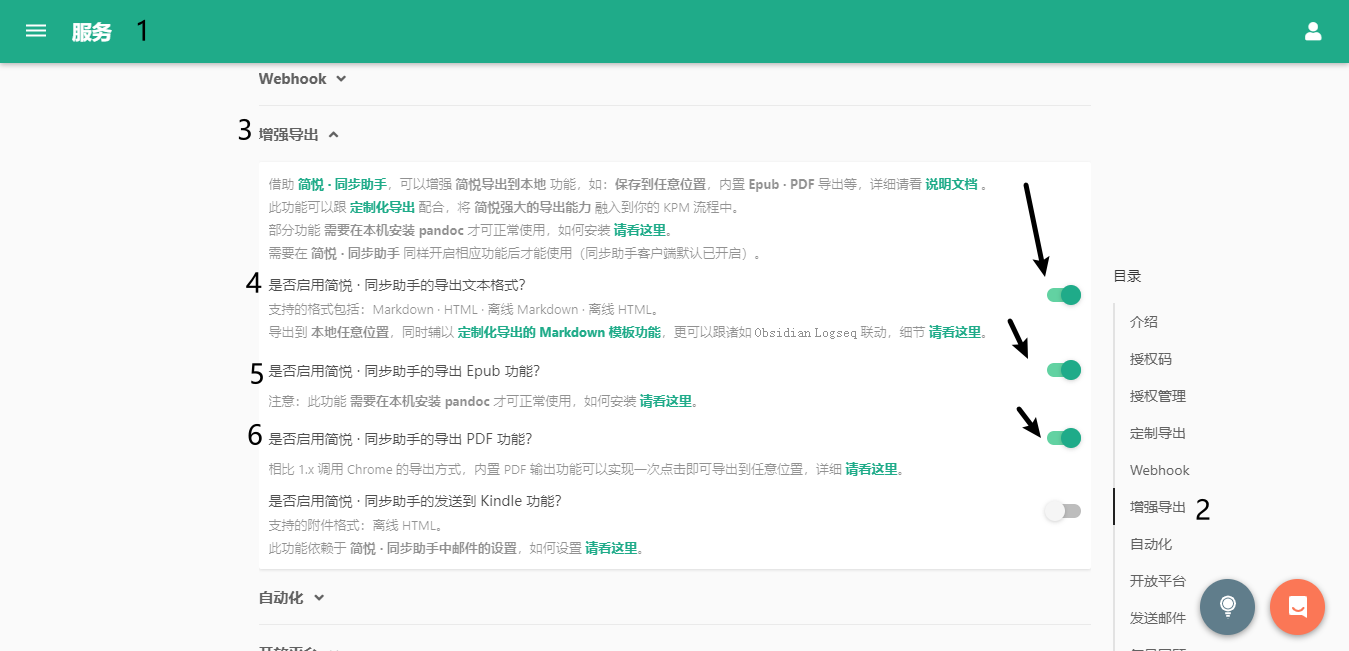 服务 1
Webhook
3 增强导出
借助 简悦 · 同步助手，可以增强 简悦导出到本地 功能，如：保存到任意位置，内置 Epub · PDF 导出等，详细请看 说明文档 。
此功能可以跟 定制化导出 配合，将 简悦强大的导出能力 融入到你的 KPM 流程中。
部分功能 需要在本机安装 pandoc 才可正常使用，如何安装 请看这里。
需要在 简悦 · 同步助手 同样开启相应功能后才能使用（同步助手客户端默认已开启）。
4 是否启用简悦 · 同步助手的导出文本格式？
支持的格式包括：Markdown · HTML · 离线 Markdown · 离线 HTML。
导出到 本地任意位置，同时辅以 定制化导出的 Markdown 模板功能，更可以跟诸如 Obsidian Logseq 联动，细节 请看这里。
5 是否启用简悦 · 同步助手的导出 Epub 功能？
注意：此功能 需要在本机安装 pandoc 才可正常使用，如何安装 请看这里。
6 是否启用简悦 · 同步助手的导出 PDF 功能？
相比 1.x 调用 Chrome 的导出方式，内置 PDF 输出功能可以实现一次点击即可导出到任意位置，详细 请看这里。
是否启用简悦 · 同步助手的发送到 Kindle 功能？
支持的附件格式：离线 HTML。
此功能依赖于 简悦 · 同步助手中邮件的设置，如何设置 请看这里。
自动化
目录
介绍
授权码
授权管理
定制导出
Webhook
增强导出 2
自动化
开放平台
发送邮件